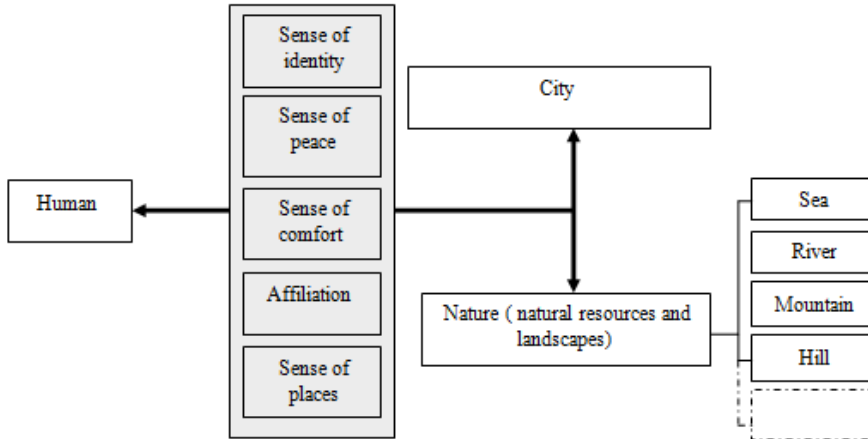 Sense of
identity
Sense of
peace
Sense of
comfort
Affiliation
Sense of
places
Human
City
Nature ( natural resources and
landscapes)
Sea
River
Mountain
Hill